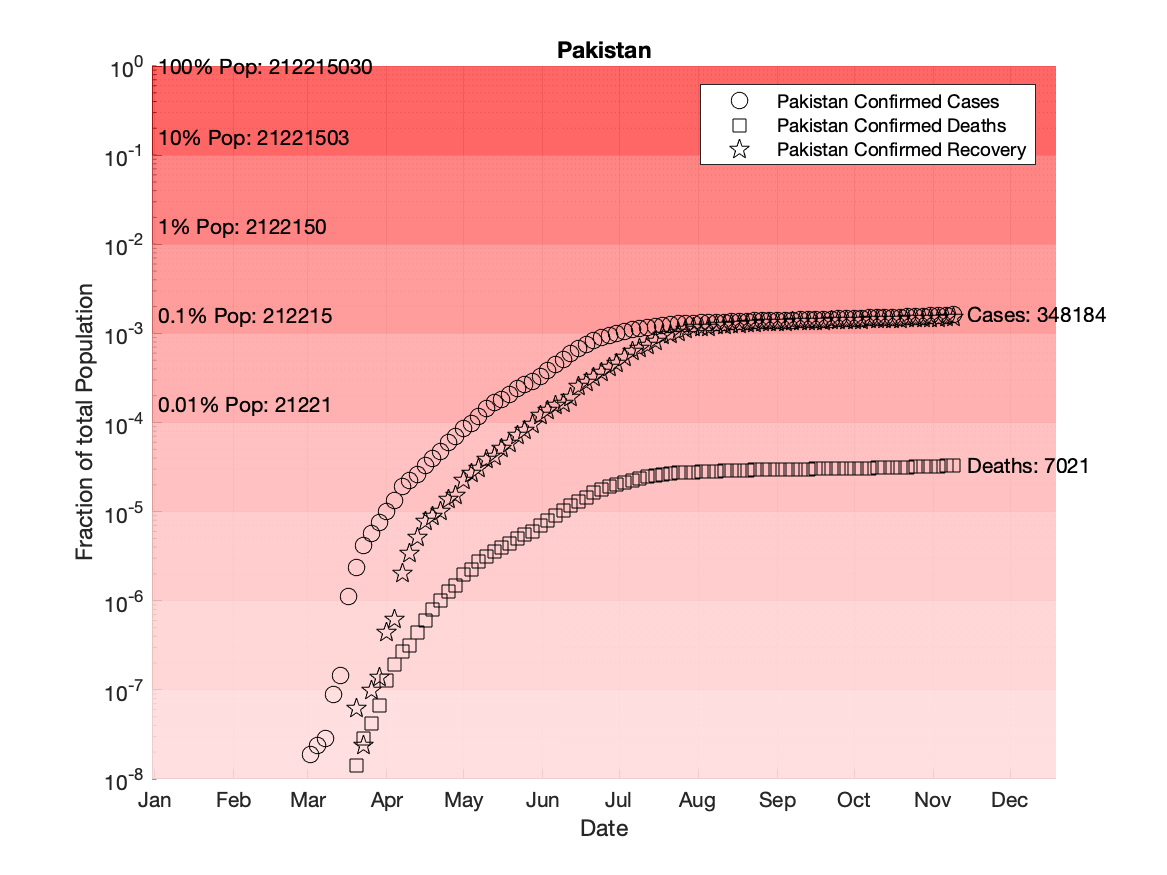 Pakistan
10^0
100% Pop: 212215030
Pakistan Confirmed Cases
Pakistan Confirmed Deaths
Pakistan Confirmed Recovery
10% Pop: 21221503
10^-1
1% Pop: 2122150
10^-2
0.1% Pop: 212215
Cases: 348184
10^-3
0.01% Pop: 21221
10^-4
Deaths: 7021
10^-5
10^-6
10^-7
10^-8
Fraction of total Population
Jan Feb Mar Apr May Jun Jul Aug Sep Oct Nov Dec
Date